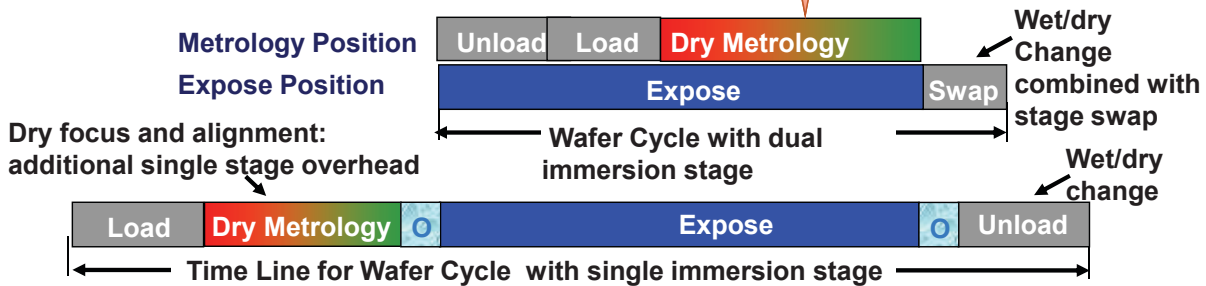 Metrology Position
Unload
Load
Dry Metrology
Wet/dry
Change
combined with
stage swap
Expose Position
Expose
Swap
Wafer Cycle with dual
immersion stage
Dry focus and alignment:
additional single stage overhead
Wet/dry
change
Load
Dry Metrology
O
Expose
O
Unload
Time Line for Wafer Cycle with single immersion stage